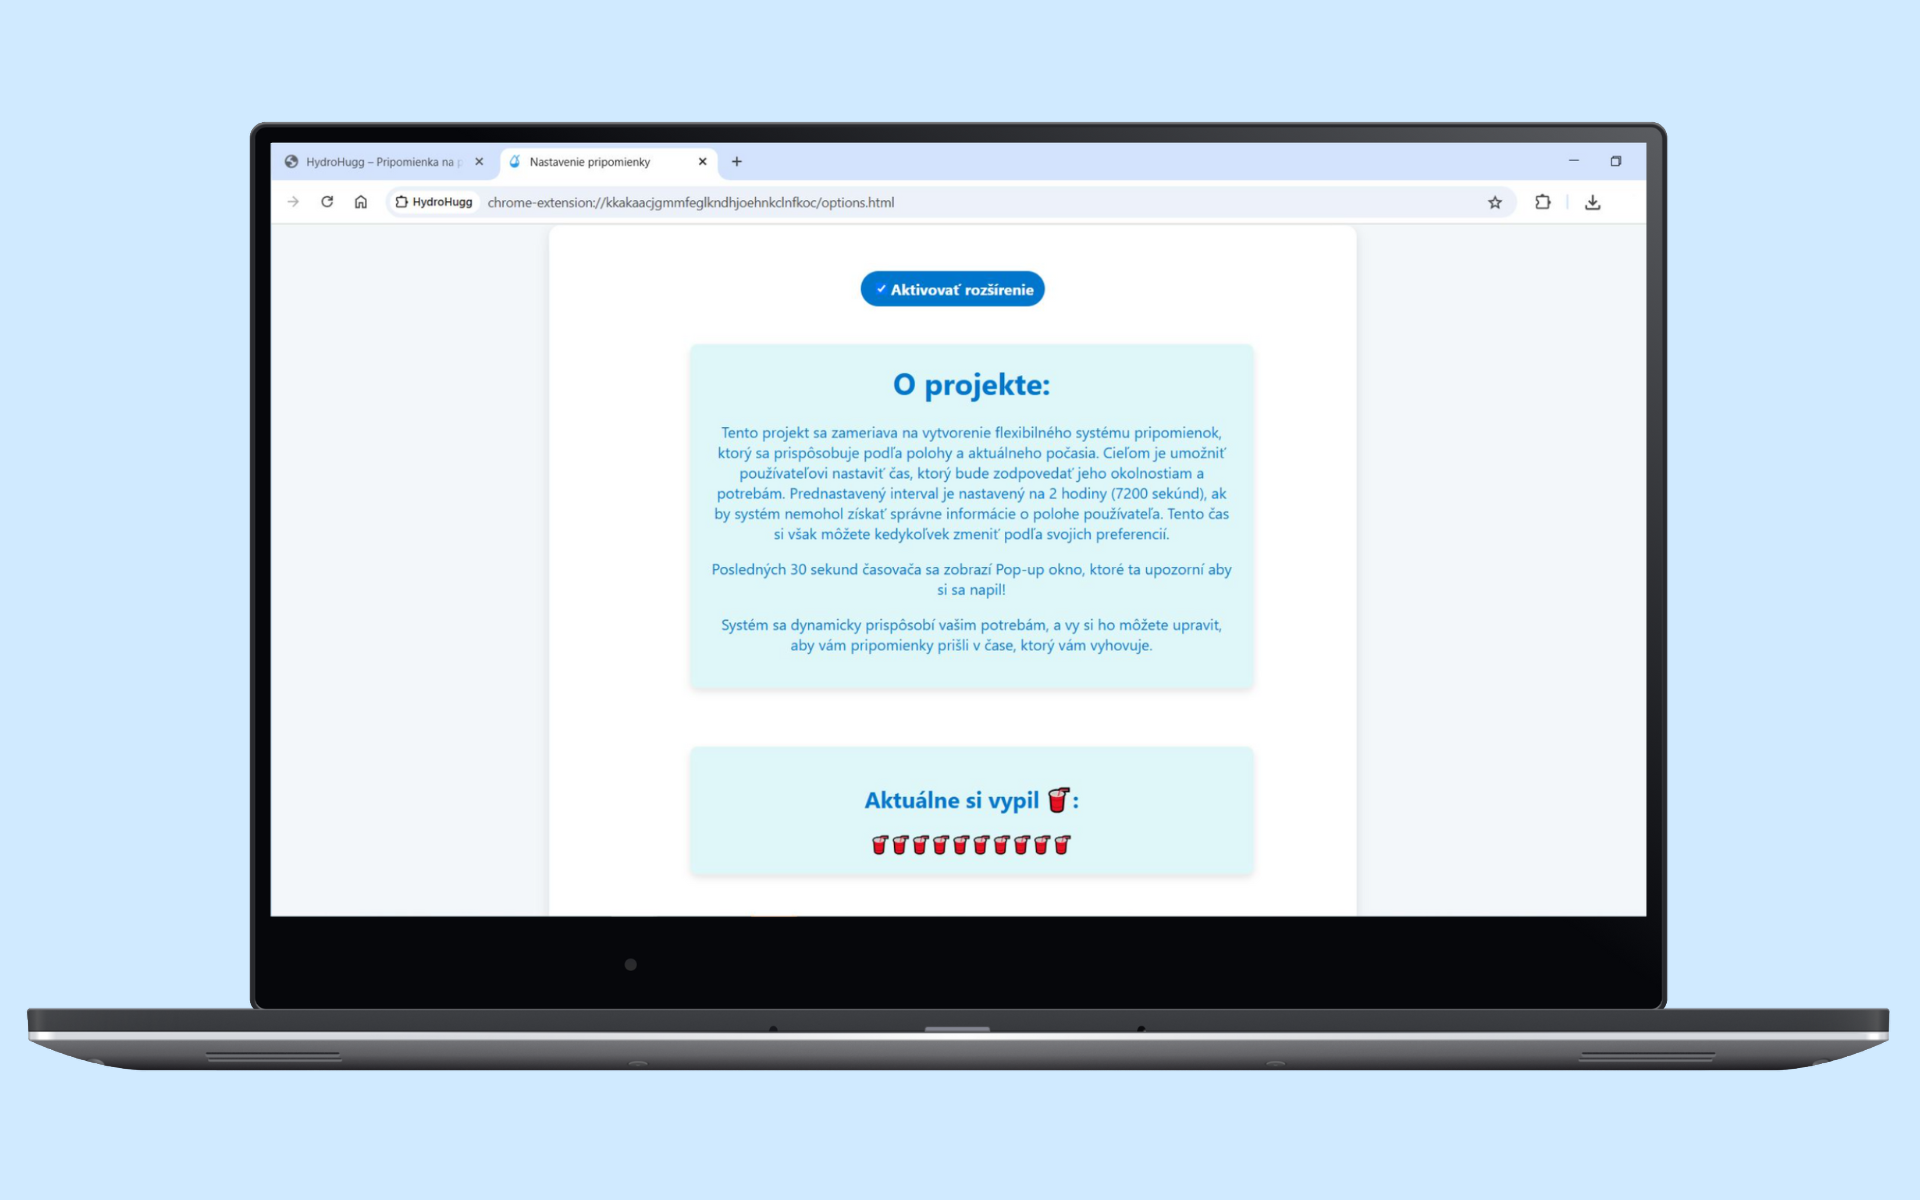 HydroHugg – Pripomienka na
Nastavenie pripomienky
HydroHugg
chrome-extension://kkakaacjgmmfeglkndhjoehnkclnfkoc/options.html
Aktivovať rozšírenie
O projekte:
Tento projekt sa zameriava na vytvorenie flexibilného systému pripomienok,
ktorý sa prispôsobuje podľa polohy a aktuálneho počasia. Cieľom je umožniť
používateľovi nastaviť čas, ktorý bude zodpovedať jeho okolnostiam a
potrebám. Prednastavený interval je nastavený na 2 hodiny (7200 sekúnd), ak
by systém nemohol získať správne informácie o polohe používateľa. Tento čas
si však môžete kedykoľvek zmeniť podľa svojich preferencií.
Posledných 30 sekund časovača sa zobrazí Pop-up okno, ktoré ta upozorní aby
si sa napil!
Systém sa dynamicky prispôsobí vašim potrebám, a vy si ho môžete upravit,
aby vám pripomienky prišli v čase, ktorý vám vyhovuje.
Aktuálne si vypil 🥤: